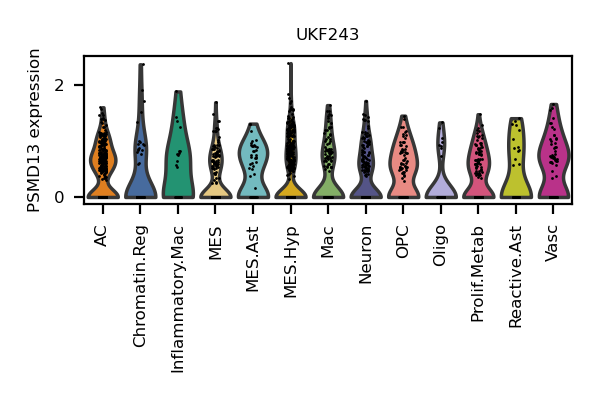 UKF243
PSMD13 expression
2
0
AC
Chromatin.Reg
Inflammatory.Mac
MES
MES.Ast
MES.Hyp
Mac
Neuron
OPC
Oligo
Prolif.Metab
Reactive.Ast
Vasc